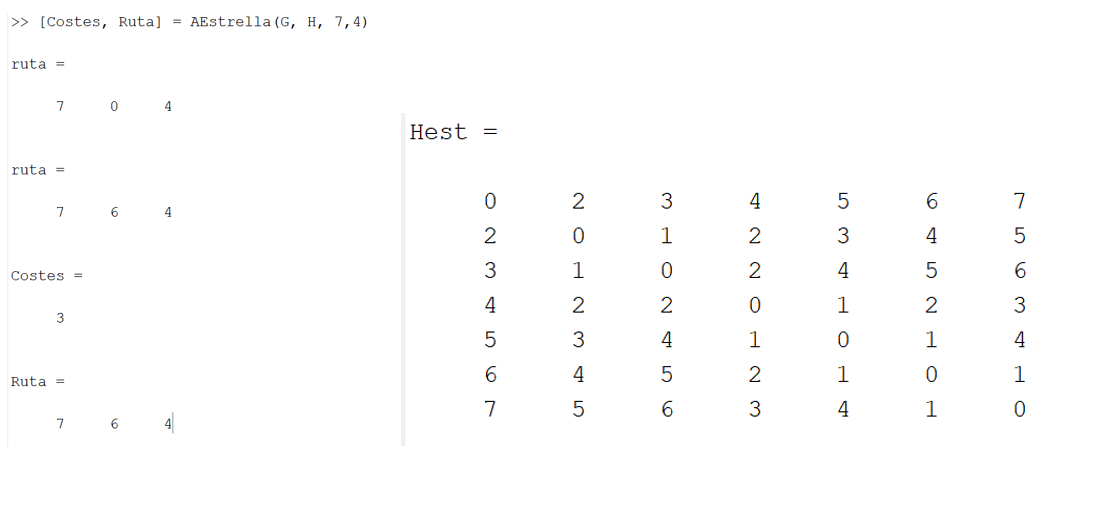 >> [Costes, Ruta] = AEstrella(G, H, 7,4)
ruta =
7 0 4
ruta =
7 6 4
Costes =
3
Ruta =
7 6 4
Hest =
0 2 3 4 5 6 7
2 0 1 2 3 4 5
3 1 0 2 4 5 6
4 2 2 0 1 2 3
5 3 4 1 0 1 4
6 4 5 2 1 0 1
7 5 6 3 4 1 0